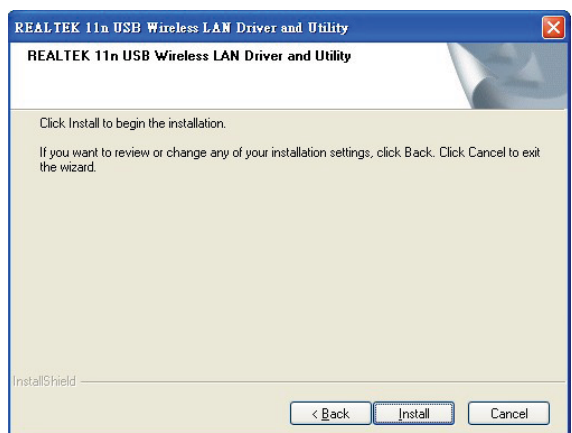 REALTEK 11n USB Wireless LAN Driver and Utility
REALTEK 11n USB Wireless LAN Driver and Utility
Click Install to begin the installation.
If you want to review or change any of your installation settings, click Back. Click Cancel to exit
the wizard.
InstallShield
< Back Install Cancel